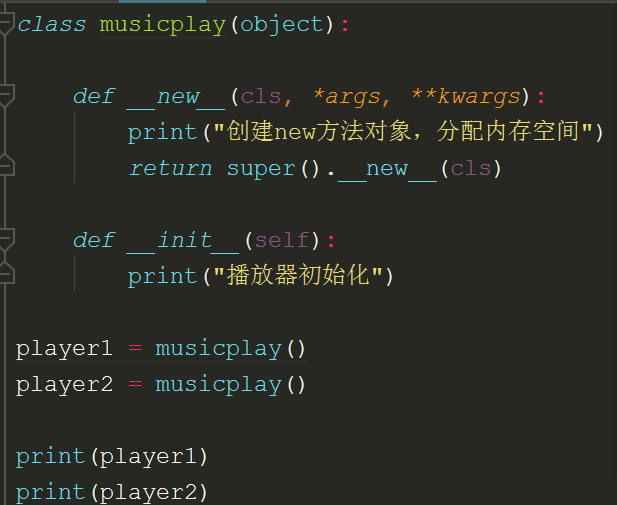 class musicplay(object):
def __new__(cls, *args, **kwargs):
print("创建new方法对象，分配内存空间")
return super().__new__(cls)
def __init__(self):
print("播放器初始化")
player1 = musicplay()
player2 = musicplay()
print(player1)
print(player2)